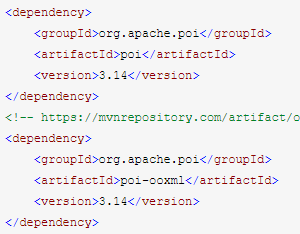 <dependency>
    <groupId>org.apache.poi</groupId>
    <artifactId>poi</artifactId>
    <version>3.14</version>
</dependency>
<!-- https://mvnrepository.com/artifact/o
<dependency>
    <groupId>org.apache.poi</groupId>
    <artifactId>poi-ooxml</artifactId>
    <version>3.14</version>
</dependency>